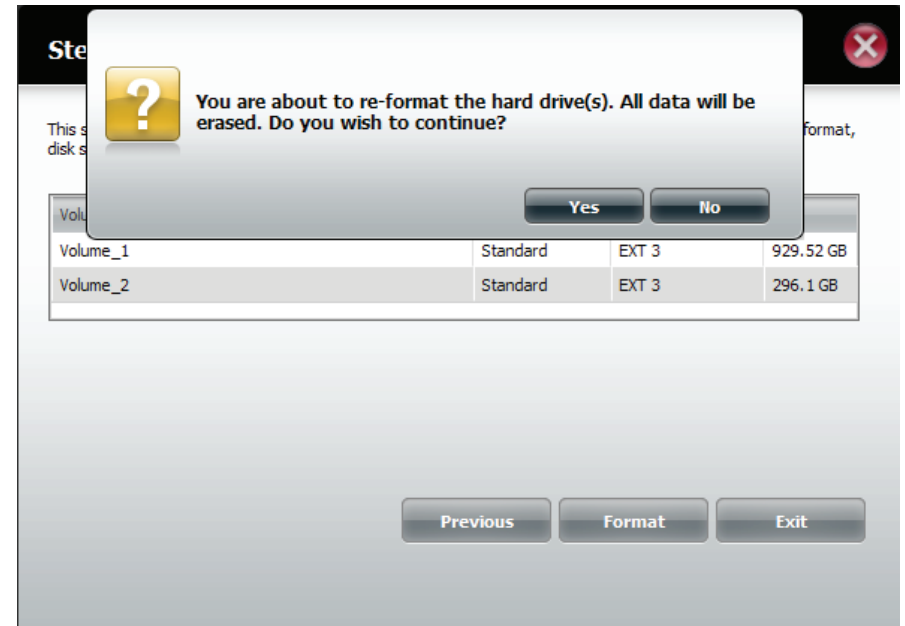 Ste
You are about to re-format the hard drive(s). All data will be
erased. Do you wish to continue?
This s
format,
disk s
Yes No
Volu
Volume_1 Standard EXT 3 929.52 GB
Volume_2 Standard EXT 3 296.1 GB
Previous Format Exit